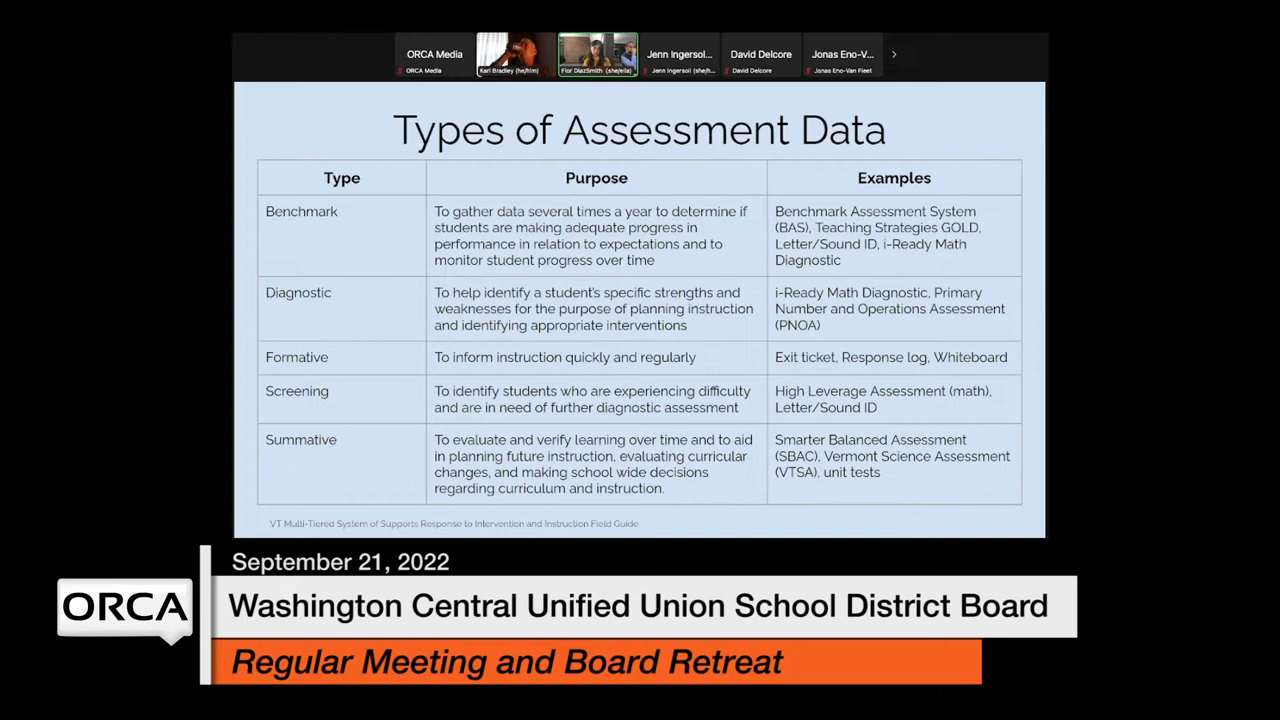 ORCA Media
Jenn Ingersol...
David Delcore
Jonas Eno-V...
ORCA Media
Karl Bradley (he/him)
Flor DiazSmith (she/ella)
Jenn Ingersoll (she/h...
David Delcore
Jonas Eno-Van Fleet
Types of Assessment Data
Type
Purpose
Examples
Benchmark
To gather data several times a year to determine if
students are making adequate progress in
performance in relation to expectations and to
monitor student progress over time
Benchmark Assessment System
(BAS), Teaching Strategies GOLD,
Letter/Sound ID, i-Ready Math
Diagnostic
Diagnostic
To help identify a student's specific strengths and
weaknesses for the purpose of planning instruction
and identifying appropriate interventions
i-Ready Math Diagnostic, Primary
Number and Operations Assessment
(PNOA)
Formative
To inform instruction quickly and regularly
Exit ticket, Response log, Whiteboard
Screening
To identify students who are experiencing difficulty
and are in need of further diagnostic assessment
High Leverage Assessment (math),
Letter/Sound ID
Summative
To evaluate and verify learning over time and to aid
in planning future instruction, evaluating curricular
changes, and making school wide decisions
regarding curriculum and instruction.
Smarter Balanced Assessment
(SBAC), Vermont Science Assessment
(VTSA), unit tests
VT Multi-Tiered System of Supports Response to Intervention and Instruction Field Guide
September 21, 2022
ORCA
Washington Central Unified Union School District Board
Regular Meeting and Board Retreat